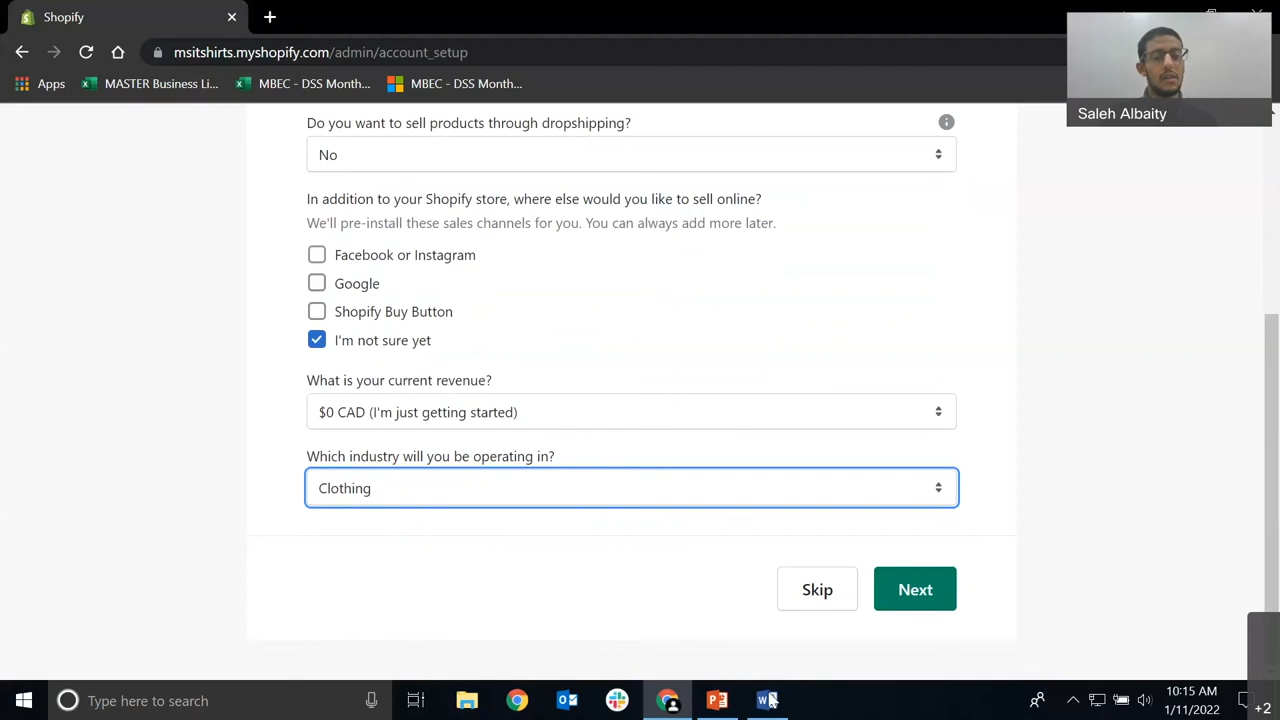 Shopify
msitshirts.myshopify.com/admin/account_setup
Apps
MASTER Business Li...
MBEC - DSS Month...
MBEC - DSS Month...
Saleh Albaity
Do you want to sell products through dropshipping?
No
In addition to your Shopify store, where else would you like to sell online?
We'll pre-install these sales channels for you. You can always add more later.
Facebook or Instagram
Google
Shopify Buy Button
I'm not sure yet
What is your current revenue?
$0 CAD (I'm just getting started)
Which industry will you be operating in?
Clothing
Skip
Next
Type here to search
10:15 AM
1/11/2022
+2